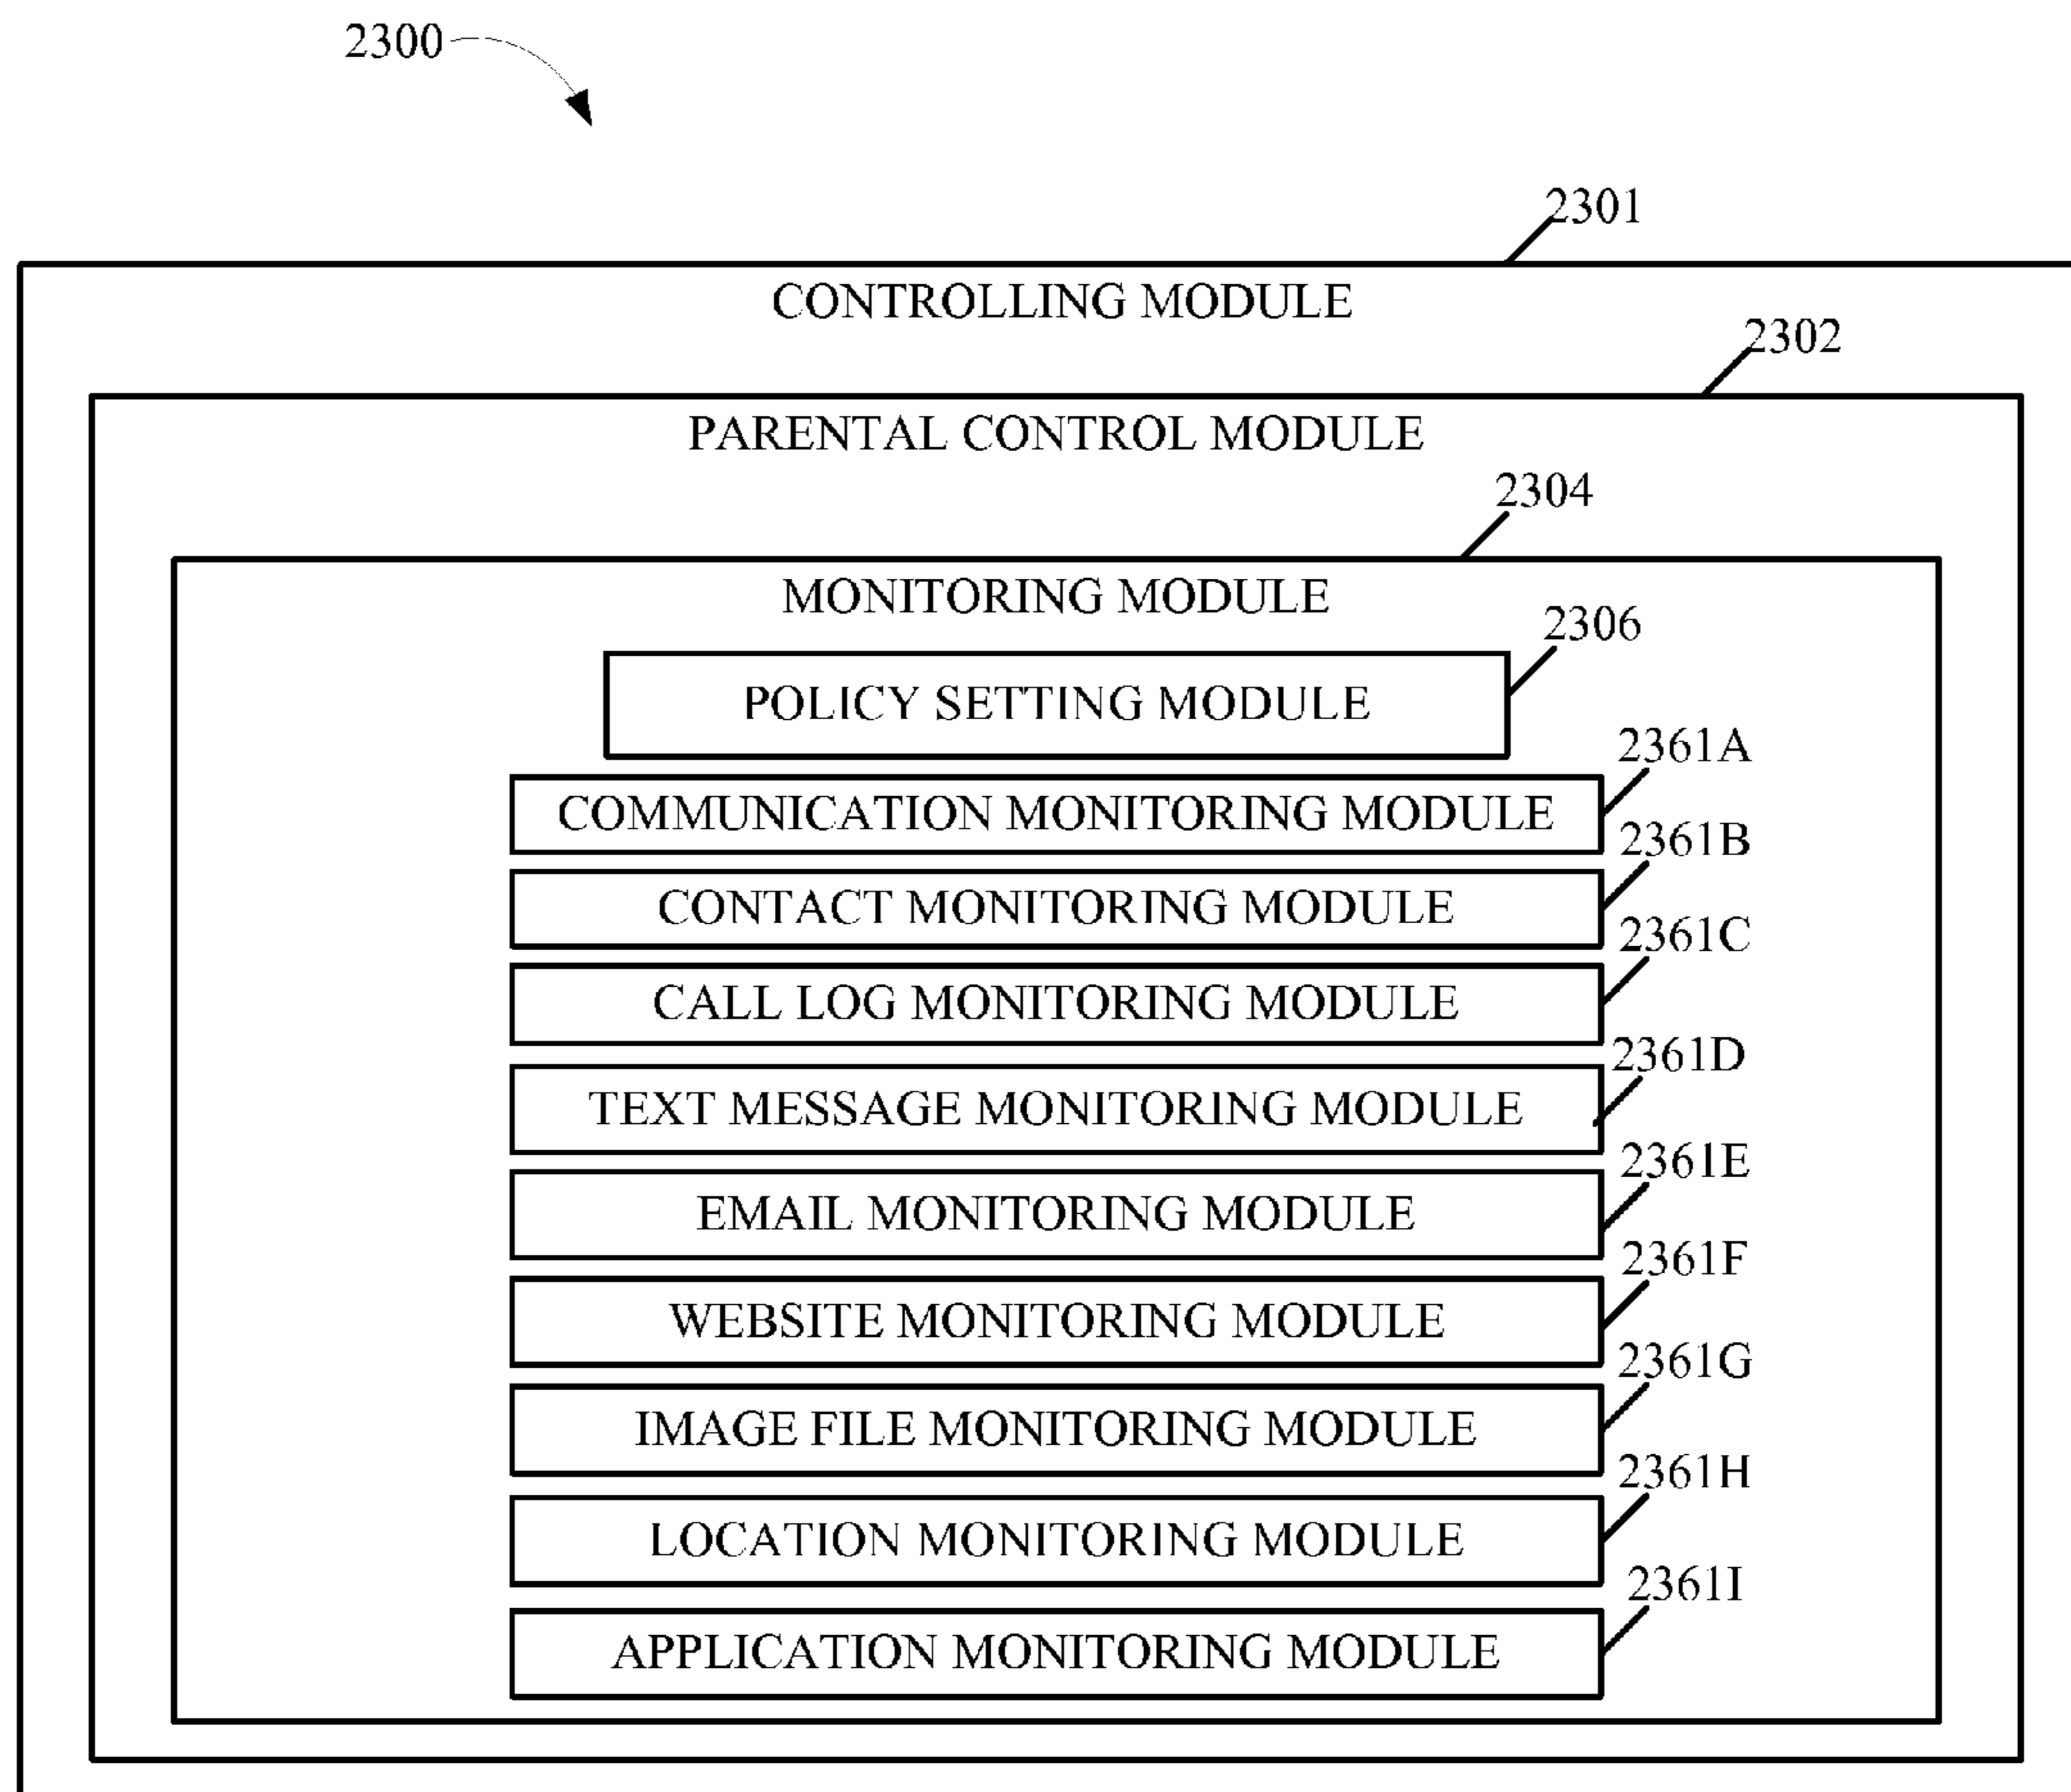 2300
2301
CONTROLLING MODULE
2302
PARENTAL CONTROL MODULE
2304
MONITORING MODULE
2306
POLICY SETTING MODULE
2361A
COMMUNICATION MONITORING MODULE
2361B
CONTACT MONITORING MODULE
2361C
CALL LOG MONITORING MODULE
2361D
TEXT MESSAGE MONITORING MODULE
2361E
EMAIL MONITORING MODULE
2361F
WEBSITE MONITORING MODULE
2361G
IMAGE FILE MONITORING MODULE
2361H
LOCATION MONITORING MODULE
2361I
APPLICATION MONITORING MODULE